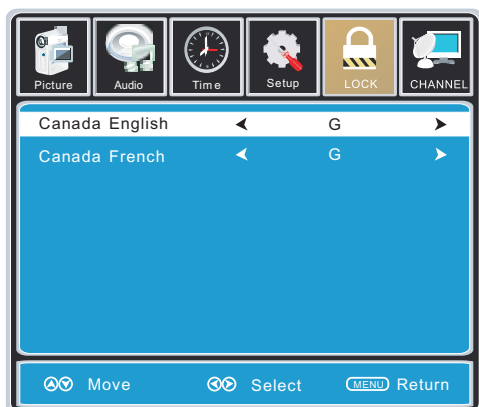 Picture Audio Time Setup LOCK CHANNEL
Canada English G
Canada French G
Move Select MENU Return